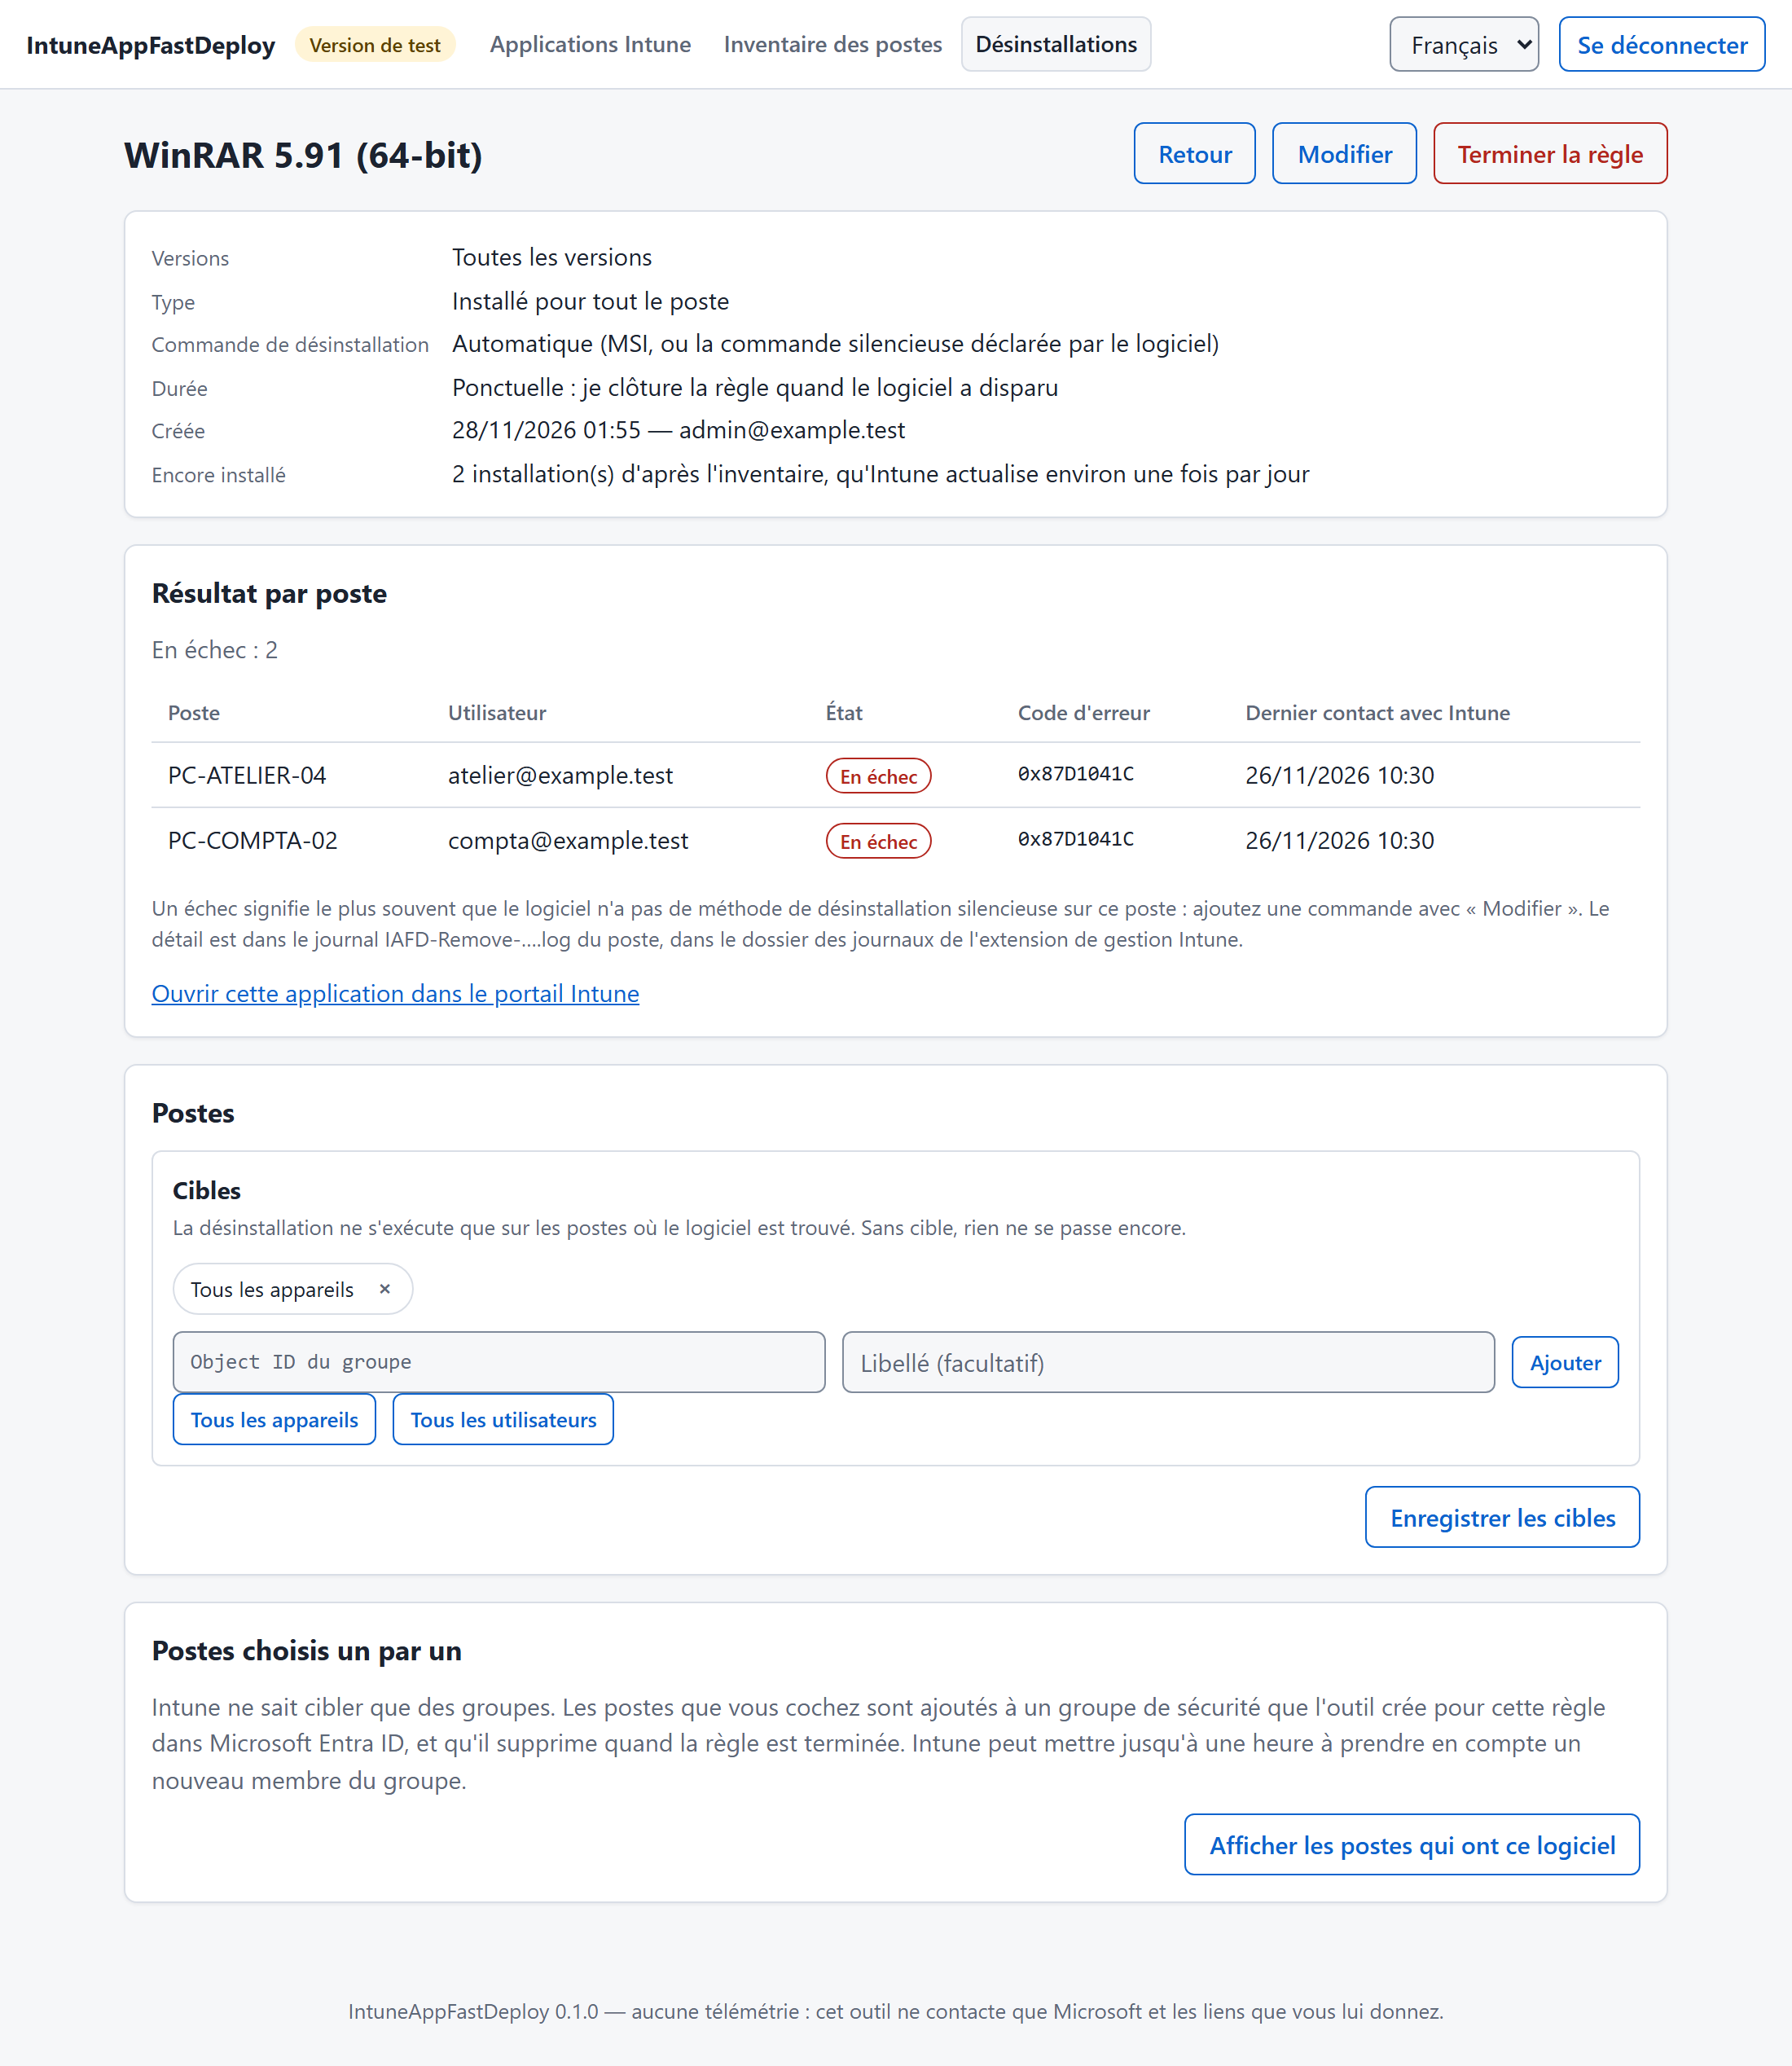 IntuneAppFastDeploy Version de test Applications Intune Inventaire des postes Désinstallations Français Se déconnecter
WinRAR 5.91 (64-bit) Retour Modifier Terminer la règle
Versions Toutes les versions
Type Installé pour tout le poste
Commande de désinstallation Automatique (MSI, ou la commande silencieuse déclarée par le logiciel)
Durée Ponctuelle : je clôture la règle quand le logiciel a disparu
Créée 28/11/2026 01:55 — admin@example.test
Encore installé 2 installation(s) d'après l'inventaire, qu'Intune actualise environ une fois par jour
Résultat par poste
En échec : 2
Poste Utilisateur État Code d'erreur Dernier contact avec Intune
PC-ATELIER-04 atelier@example.test En échec 0x87D1041C 26/11/2026 10:30
PC-COMPTA-02 compta@example.test En échec 0x87D1041C 26/11/2026 10:30
Un échec signifie le plus souvent que le logiciel n'a pas de méthode de désinstallation silencieuse sur ce poste : ajoutez une commande avec « Modifier ». Le
détail est dans le journal IAFD-Remove-....log du poste, dans le dossier des journaux de l'extension de gestion Intune.
Ouvrir cette application dans le portail Intune
Postes
Cibles
La désinstallation ne s'exécute que sur les postes où le logiciel est trouvé. Sans cible, rien ne se passe encore.
Tous les appareils ×
Object ID du groupe Libellé (facultatif) Ajouter
Tous les appareils Tous les utilisateurs
Enregistrer les cibles
Postes choisis un par un
Intune ne sait cibler que des groupes. Les postes que vous cochez sont ajoutés à un groupe de sécurité que l'outil crée pour cette règle
dans Microsoft Entra ID, et qu'il supprime quand la règle est terminée. Intune peut mettre jusqu'à une heure à prendre en compte un
nouveau membre du groupe.
Afficher les postes qui ont ce logiciel
IntuneAppFastDeploy 0.1.0 — aucune télémétrie : cet outil ne contacte que Microsoft et les liens que vous lui donnez.